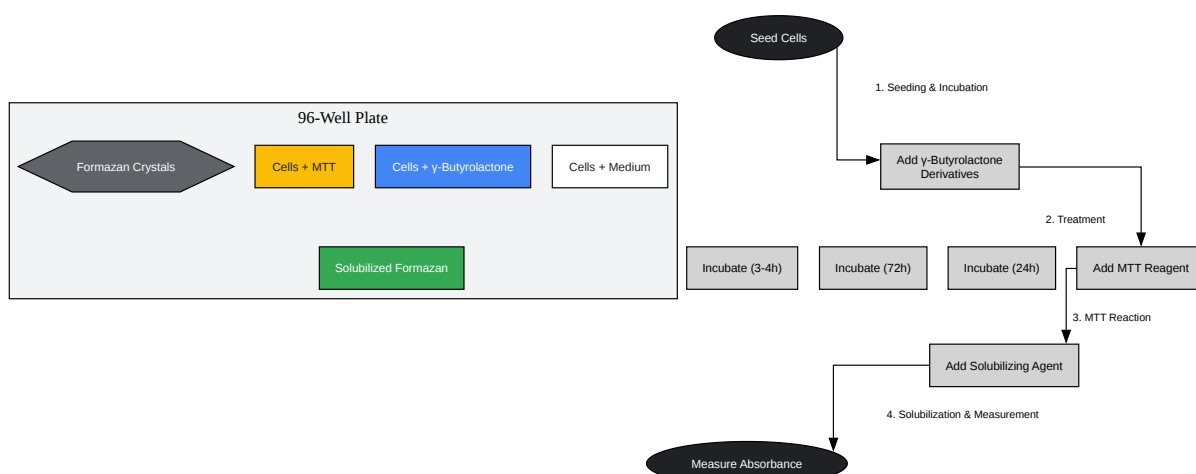 Seed Cells
1. Seeding & Incubation
96-Well Plate
Formazan Crystals
Cells + MTT
Cells + γ-Butyrolactone
Cells + Medium
Add γ-Butyrolactone
Derivatives
2. Treatment
Solubilized Formazan
Incubate (3-4h)
Incubate (72h)
Incubate (24h)
Add MTT Reagent
3. MTT Reaction
Add Solubilizing Agent
4. Solubilization & Measurement
Measure Absorbance